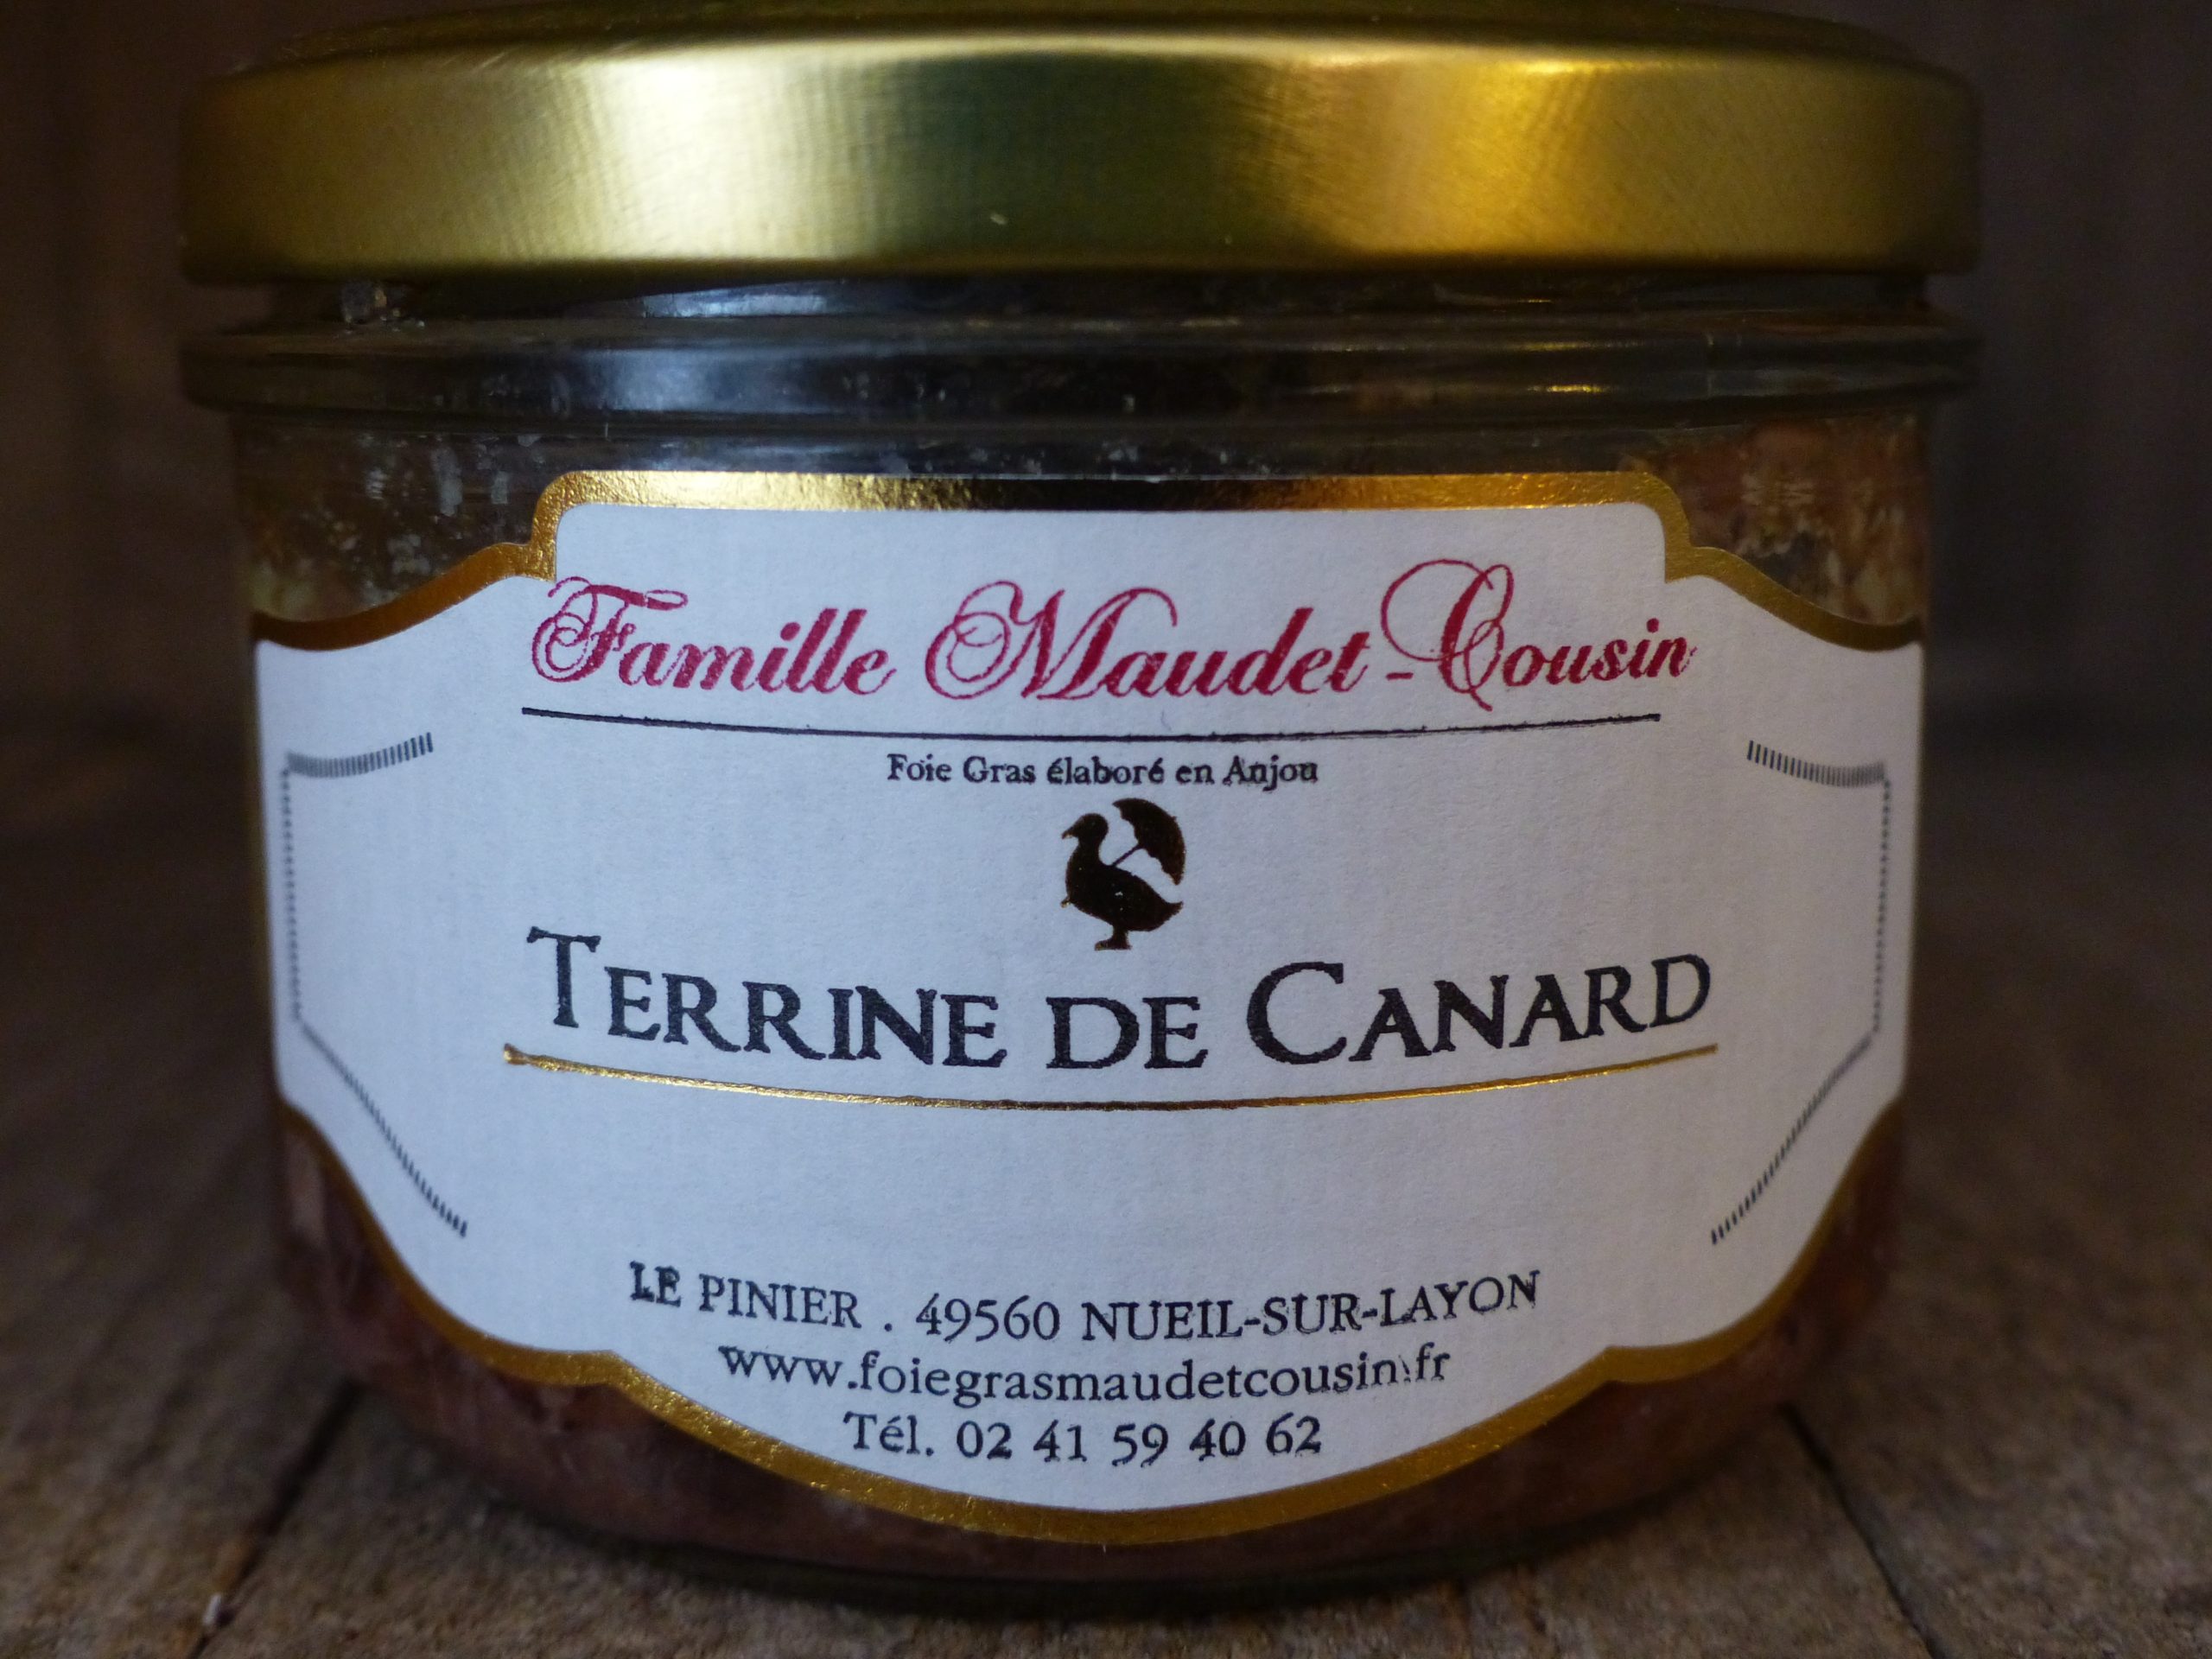 Famille Maudet-Cousin
Foie Gras élaboré en Anjou
TERRINE DE CANARD
LE PINIER . 49560 NUEIL-SUR-LAYON
www.foiegrasmaudetcousin.fr
Tél. 02 41 59 40 62